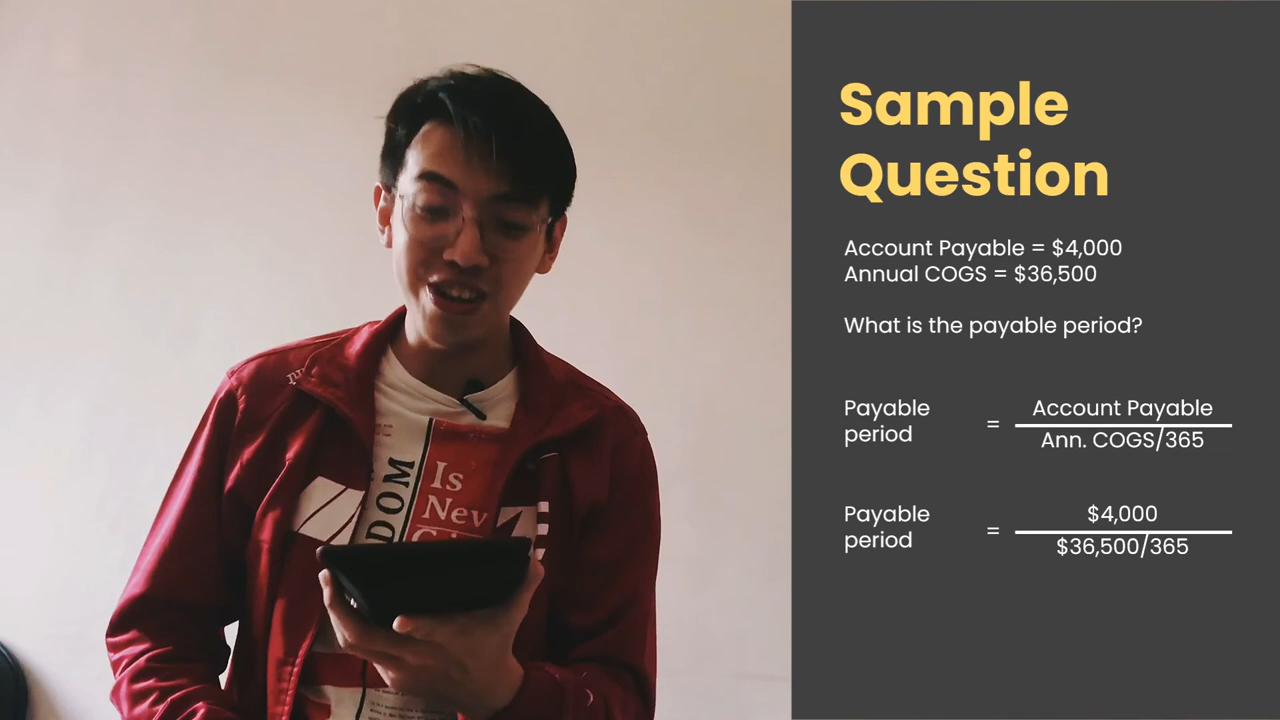 Sample
Question
Account Payable = $4,000
Annual COGS = $36,500
What is the payable period?
Payable
period
=
Account Payable
Ann. COGS/365
Payable
period
=
$4,000
$36,500/365
DOM
Is
Nev